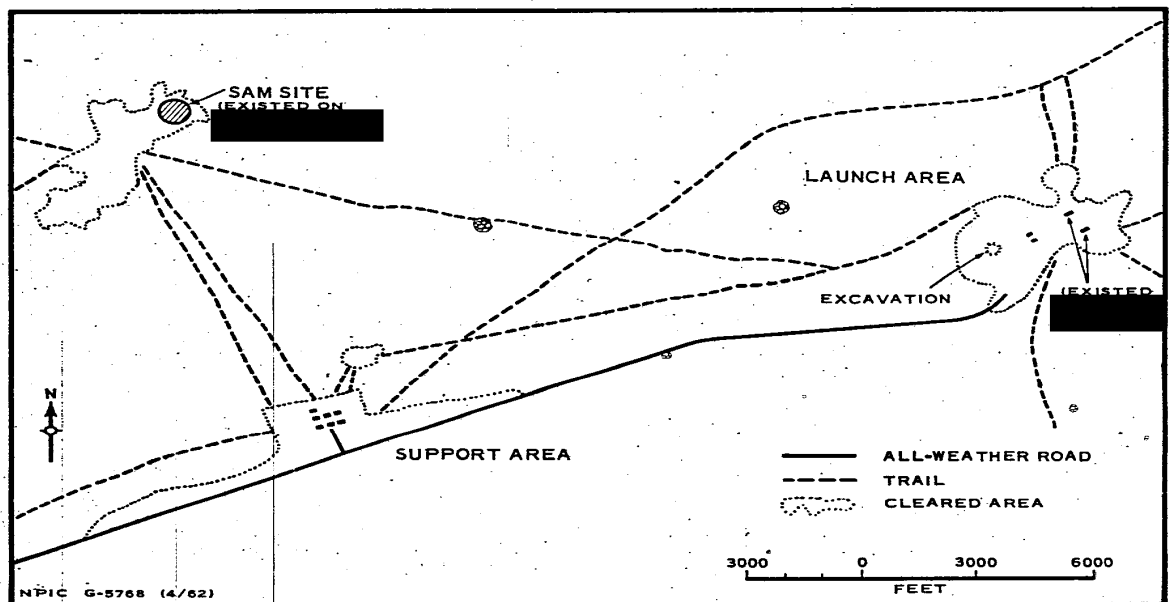 SAM SITE
(EXISTED ON
LAUNCH AREA
EXCAVATION
(EXISTED
N
SUPPORT AREA
ALL-WEATHER ROAD
TRAIL
CLEARED AREA
3000 0 3000 6000
FEET
NPIC G-5768 (4/62)